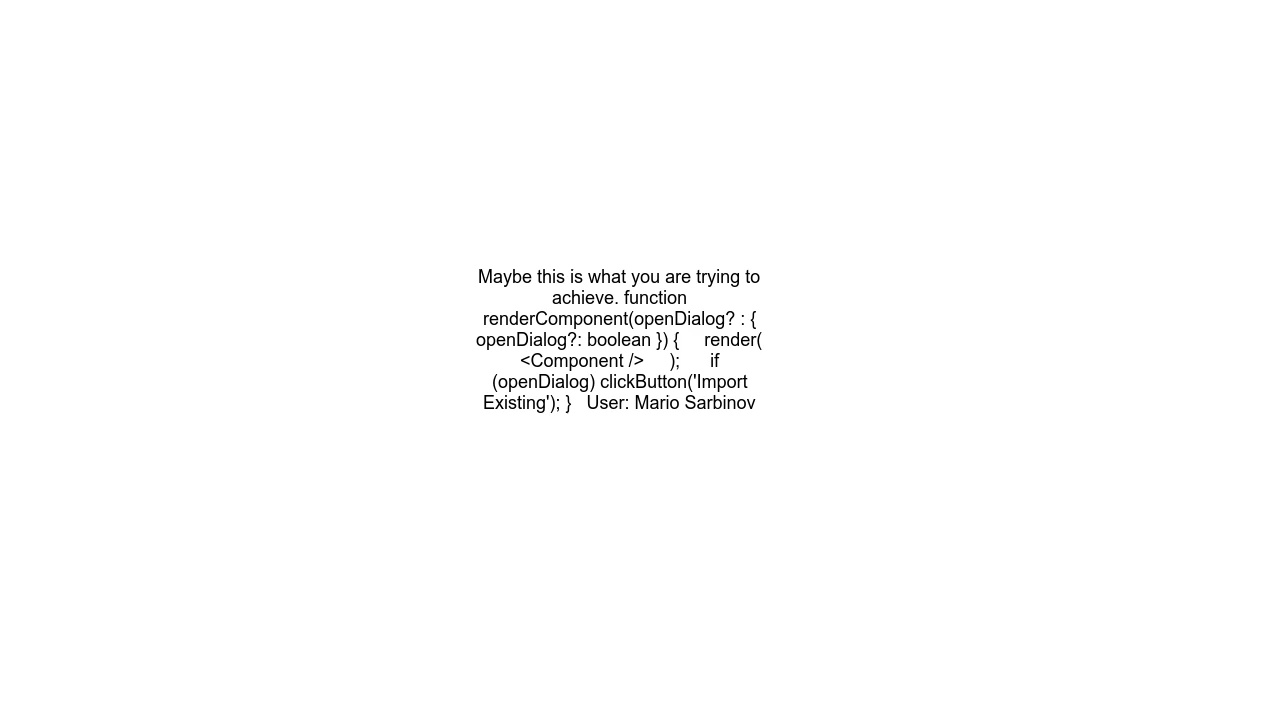 Maybe this is what you are trying to
achieve. function
renderComponent(openDialog? : {
openDialog?: boolean }) {     render(
<Component />     );      if
(openDialog) clickButton('Import
Existing'); }   User: Mario Sarbinov